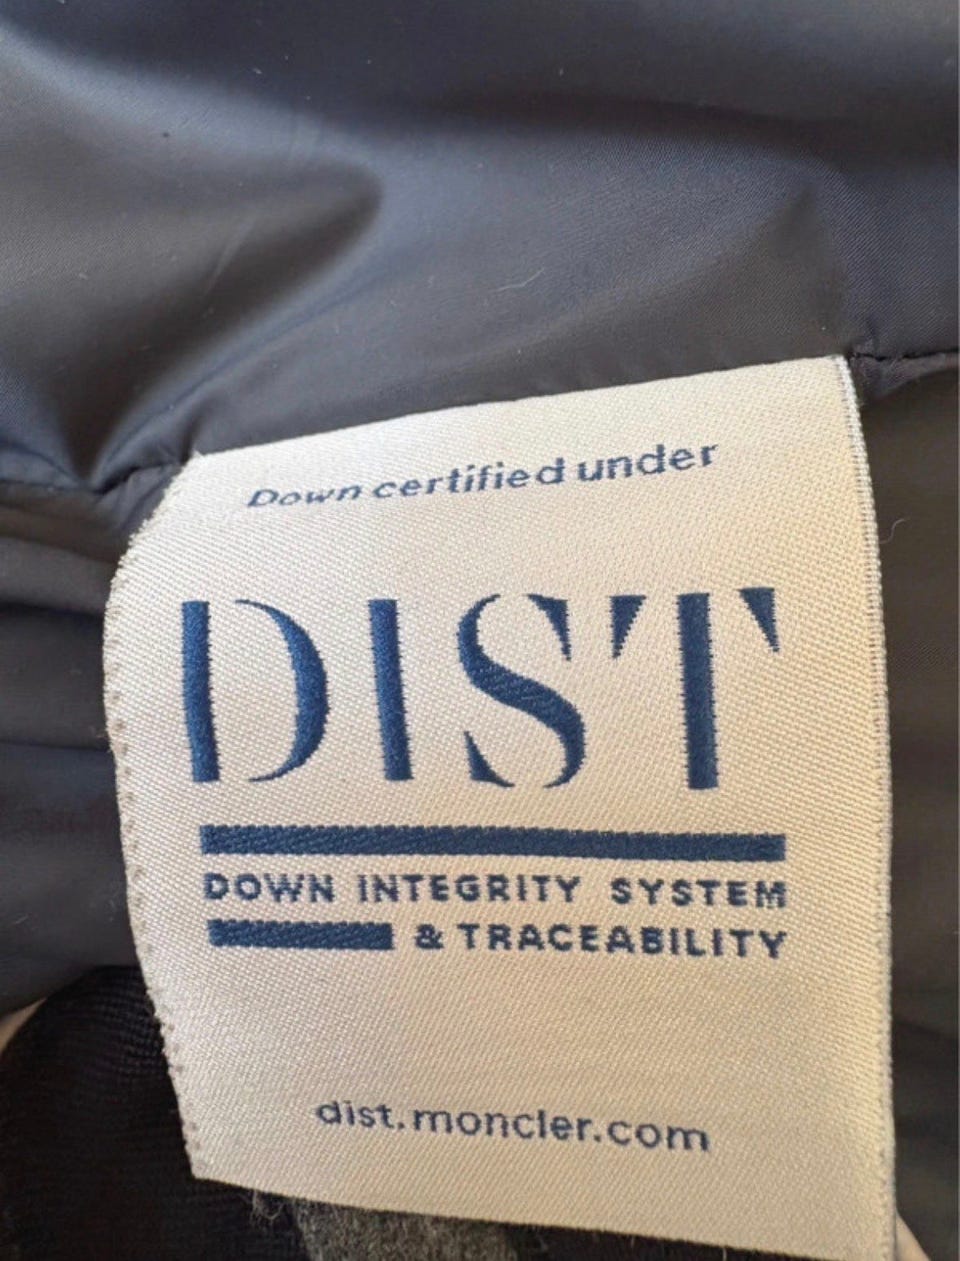 Down certified under
DIST
DOWN INTEGRITY SYSTEM
& TRACEABILITY
dist.moncler.com